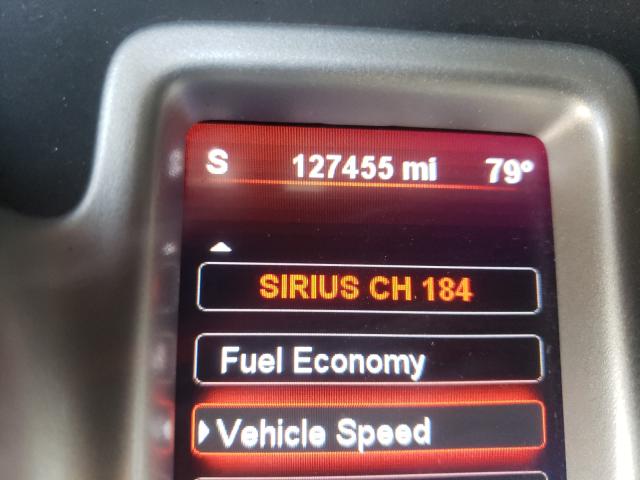 S 127455 mi 79°
SIRIUS CH 184
Fuel Economy
Vehicle Speed